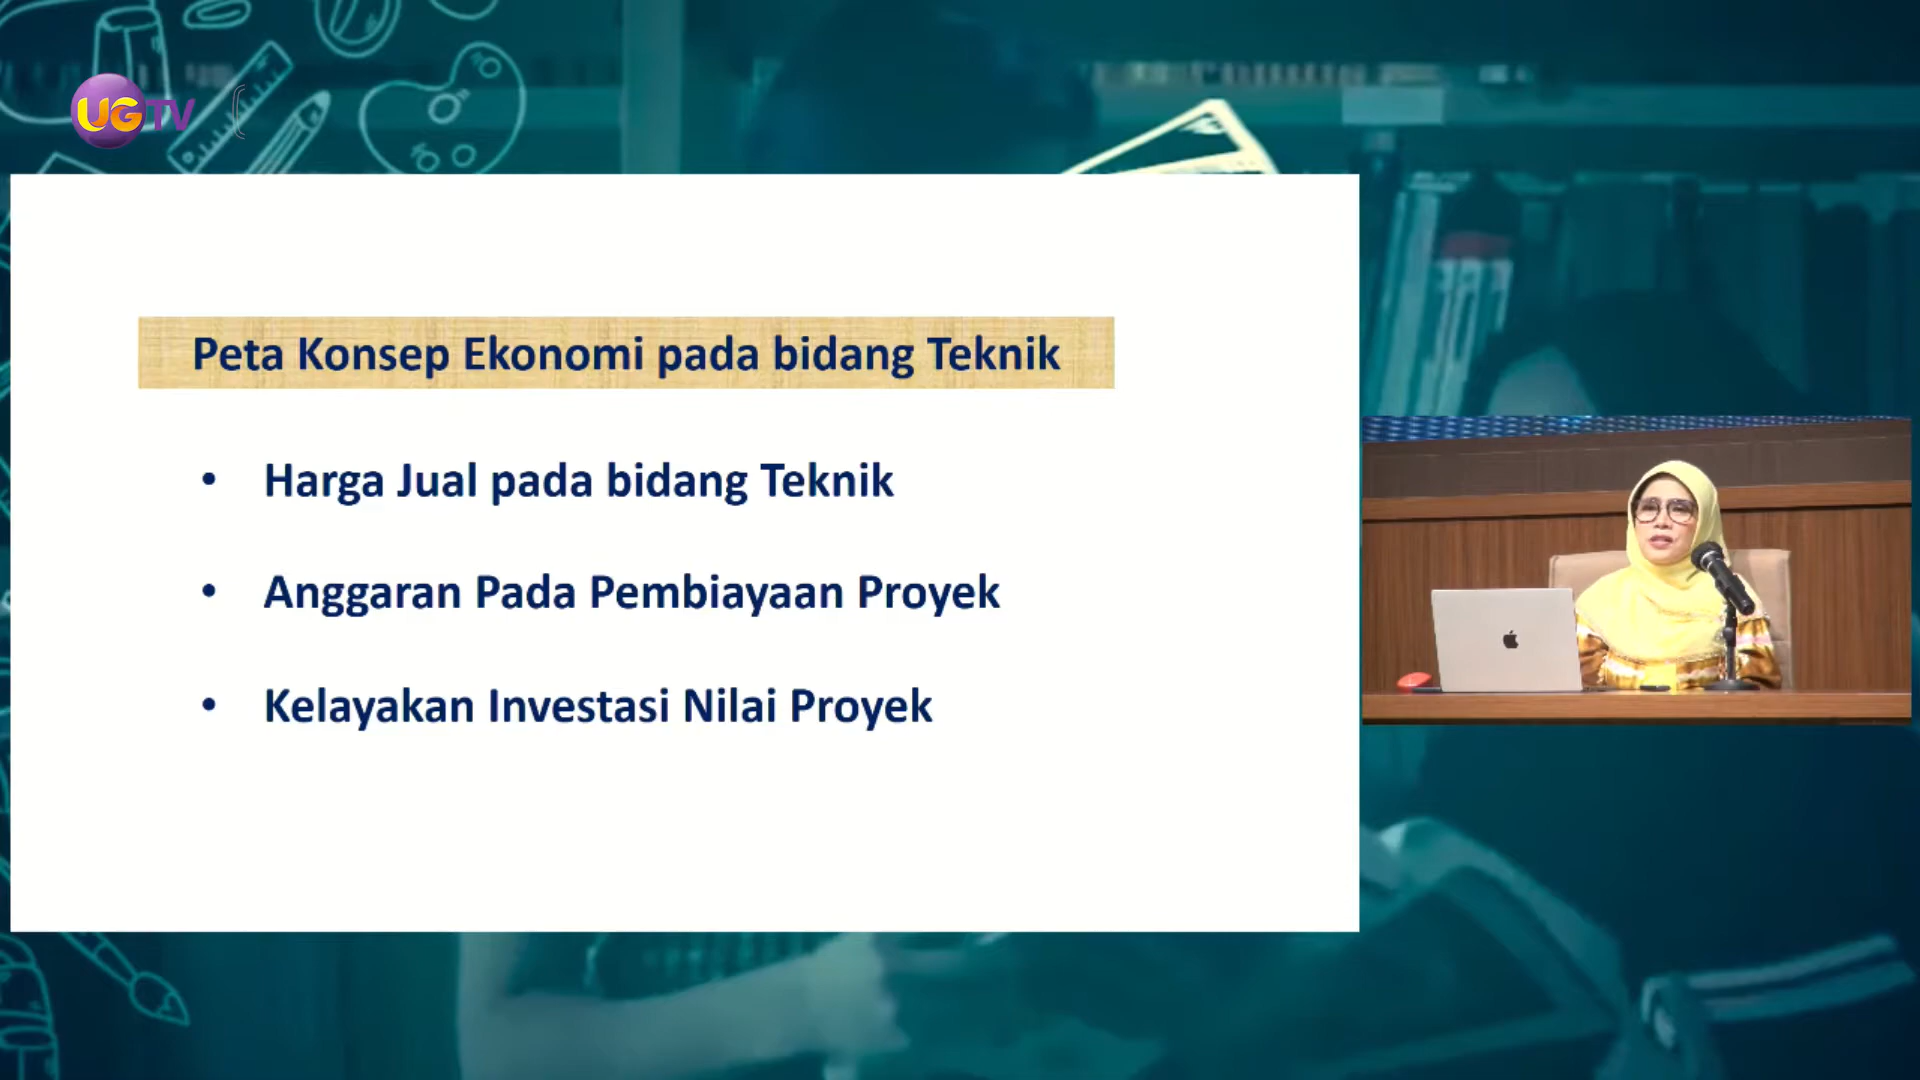 UGTV
Peta Konsep Ekonomi pada bidang Teknik
• Harga Jual pada bidang Teknik
• Anggaran Pada Pembiayaan Proyek
• Kelayakan Investasi Nilai Proyek